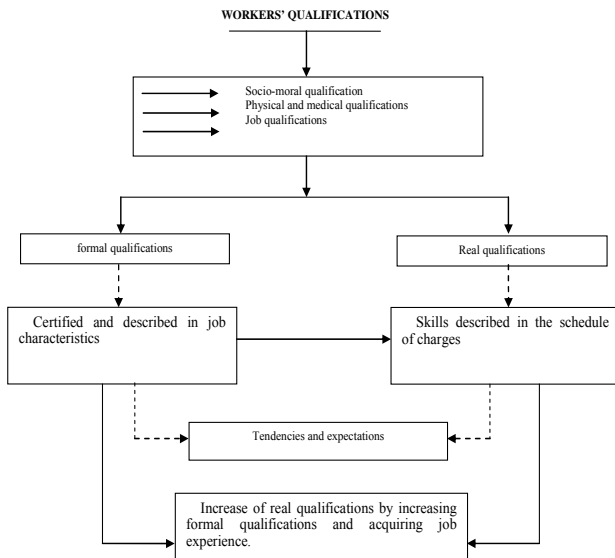 WORKERS' QUALIFICATIONS
Socio-moral qualification
Physical and medical qualifications
Job qualifications
formal qualifications
Real qualifications
Certified and described in job
characteristics
Skills described in the schedule
of charges
Tendencies and expectations
Increase of real qualifications by increasing
formal qualifications and acquiring job
experience.